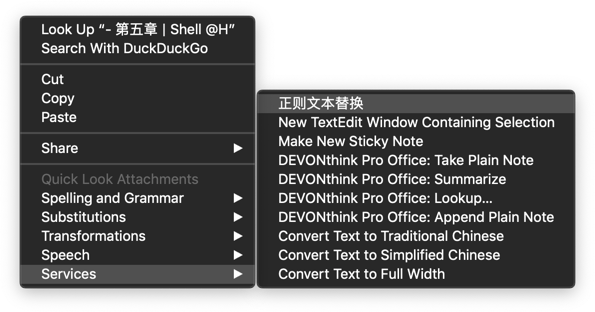 Look Up “- 第五章 | Shell @H”
Search With DuckDuckGo
Cut
Copy
Paste
Share
Quick Look Attachments
Spelling and Grammar
Substitutions
Transformations
Speech
Services
正则文本替换
New TextEdit Window Containing Selection
Make New Sticky Note
DEVONthink Pro Office: Take Plain Note
DEVONthink Pro Office: Summarize
DEVONthink Pro Office: Lookup...
DEVONthink Pro Office: Append Plain Note
Convert Text to Traditional Chinese
Convert Text to Simplified Chinese
Convert Text to Full Width